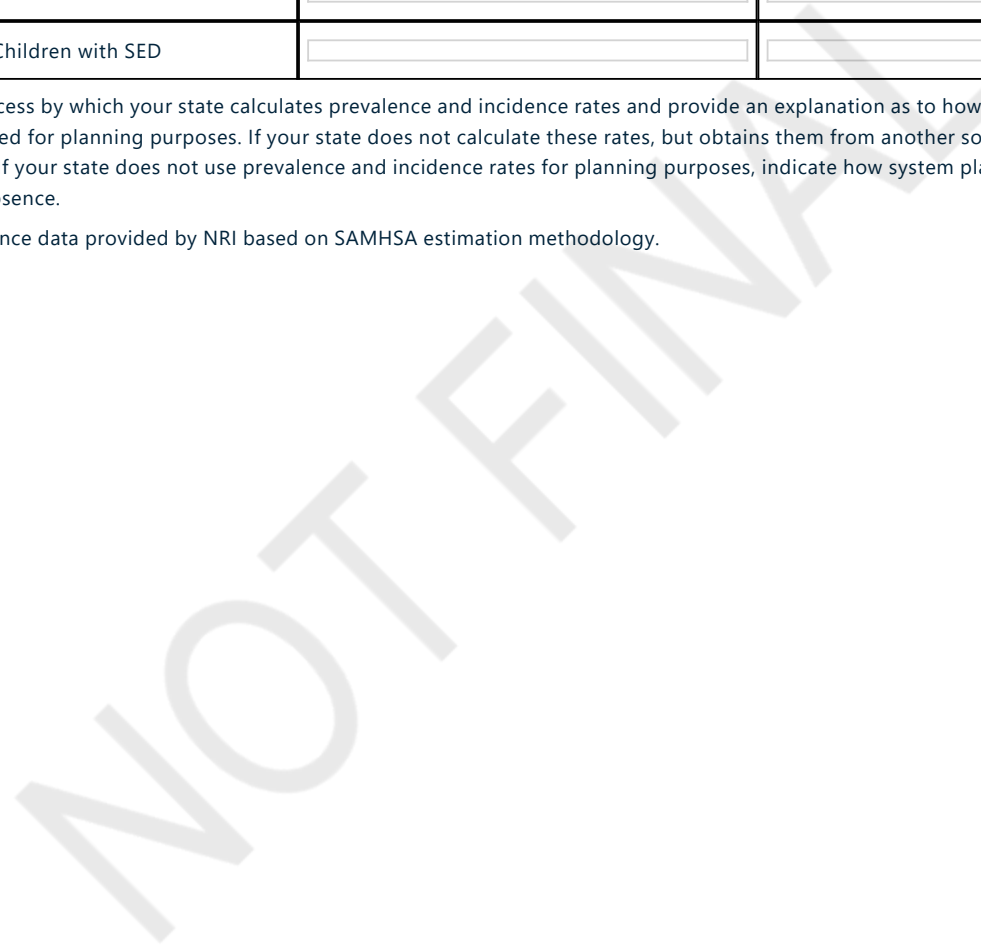 Children with SED
cess by which your state calculates prevalence and incidence rates and provide an explanation as to how
ed for planning purposes. If your state does not calculate these rates, but obtains them from another so
f your state does not use prevalence and incidence rates for planning purposes, indicate how system pla
sence.
nce data provided by NRI based on SAMHSA estimation methodology.
NOT FINAL